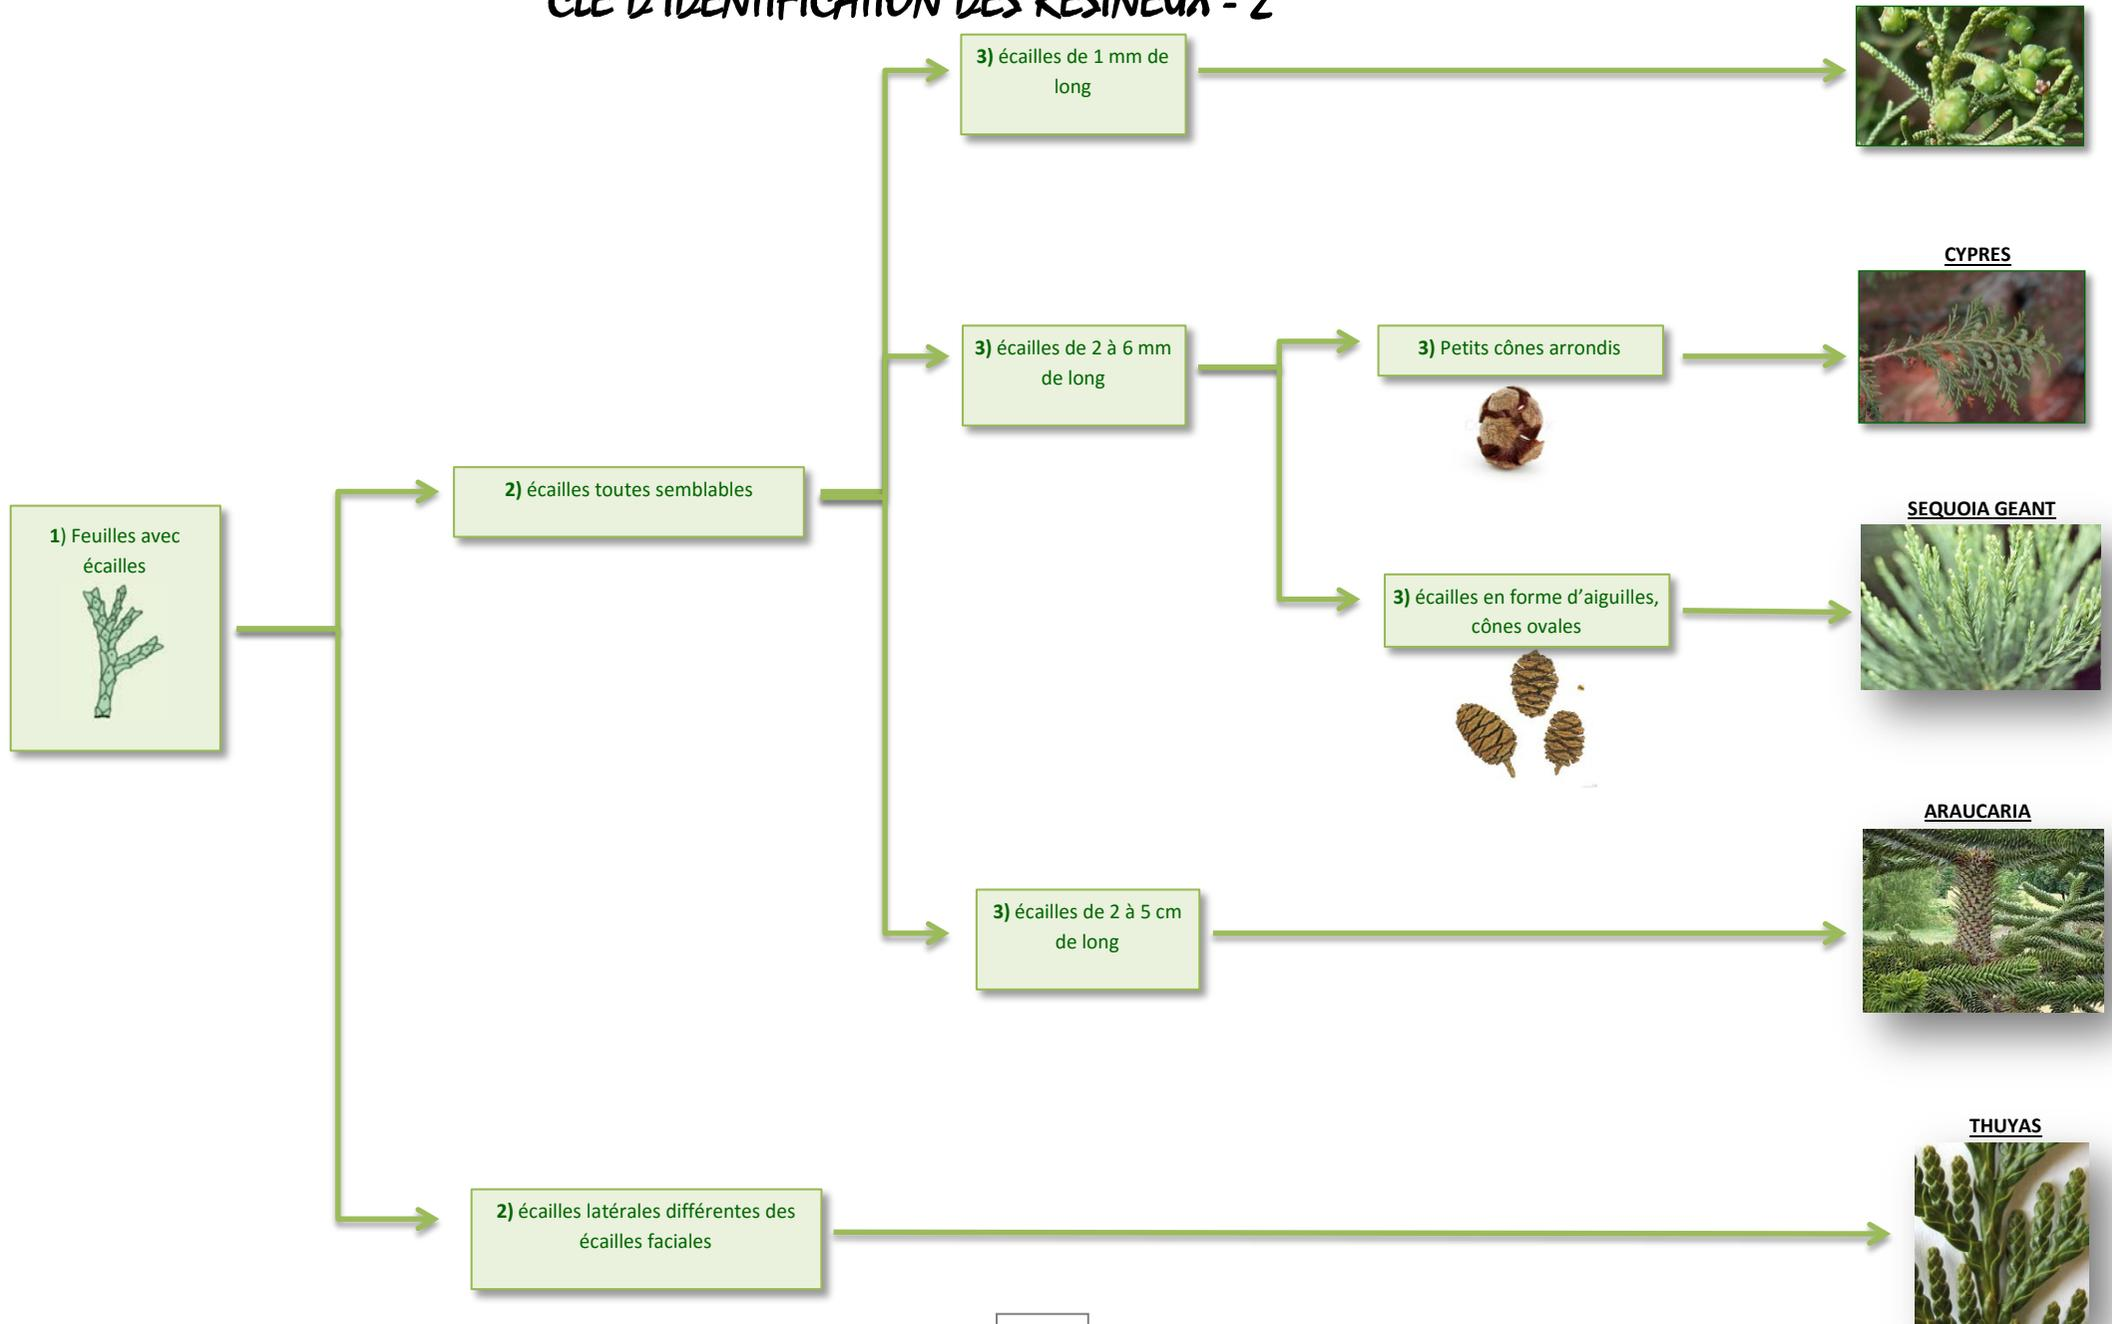 CLE D'IDENTIFICATION DES RESINEUX - 2
3) écailles de 1 mm de
long
CYPRES
3) écailles de 2 à 6 mm
de long
3) Petits cônes arrondis
2) écailles toutes semblables
SEQUOIA GEANT
1) Feuilles avec
écailles
3) écailles en forme d’aiguilles,
cônes ovales
ARAUCARIA
3) écailles de 2 à 5 cm
de long
THUYAS
2) écailles latérales différentes des
écailles faciales